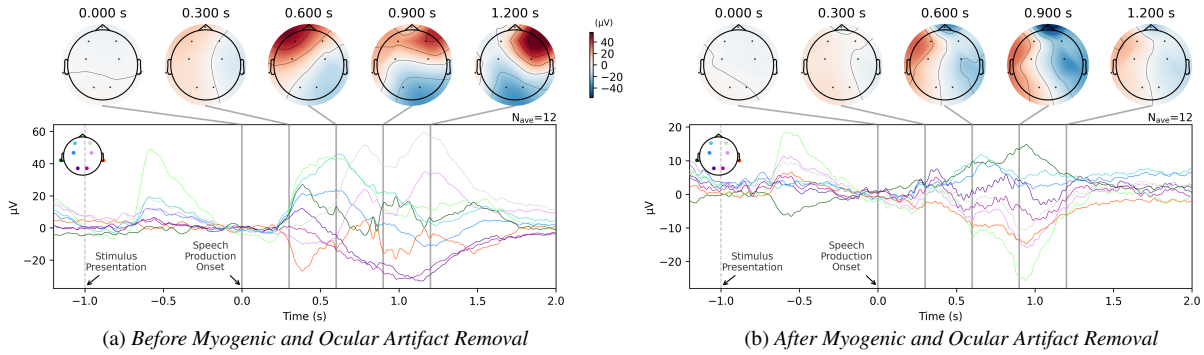 0.000 s 0.300 s 0.600 s 0.900 s 1.200 s
(μV)
40
20
0
−20
−40
N_ave=12
60
40
20
0
−20
μV
Stimulus
Presentation
Speech
Production
Onset
−1.0 −0.5 0.0 0.5 1.0 1.5 2.0
Time (s)
(a) Before Myogenic and Ocular Artifact Removal
0.000 s 0.300 s 0.600 s 0.900 s 1.200 s
N_ave=12
20
10
0
−10
−20
μV
Stimulus
Presentation
Speech
Production
Onset
−1.0 −0.5 0.0 0.5 1.0 1.5 2.0
Time (s)
(b) After Myogenic and Ocular Artifact Removal